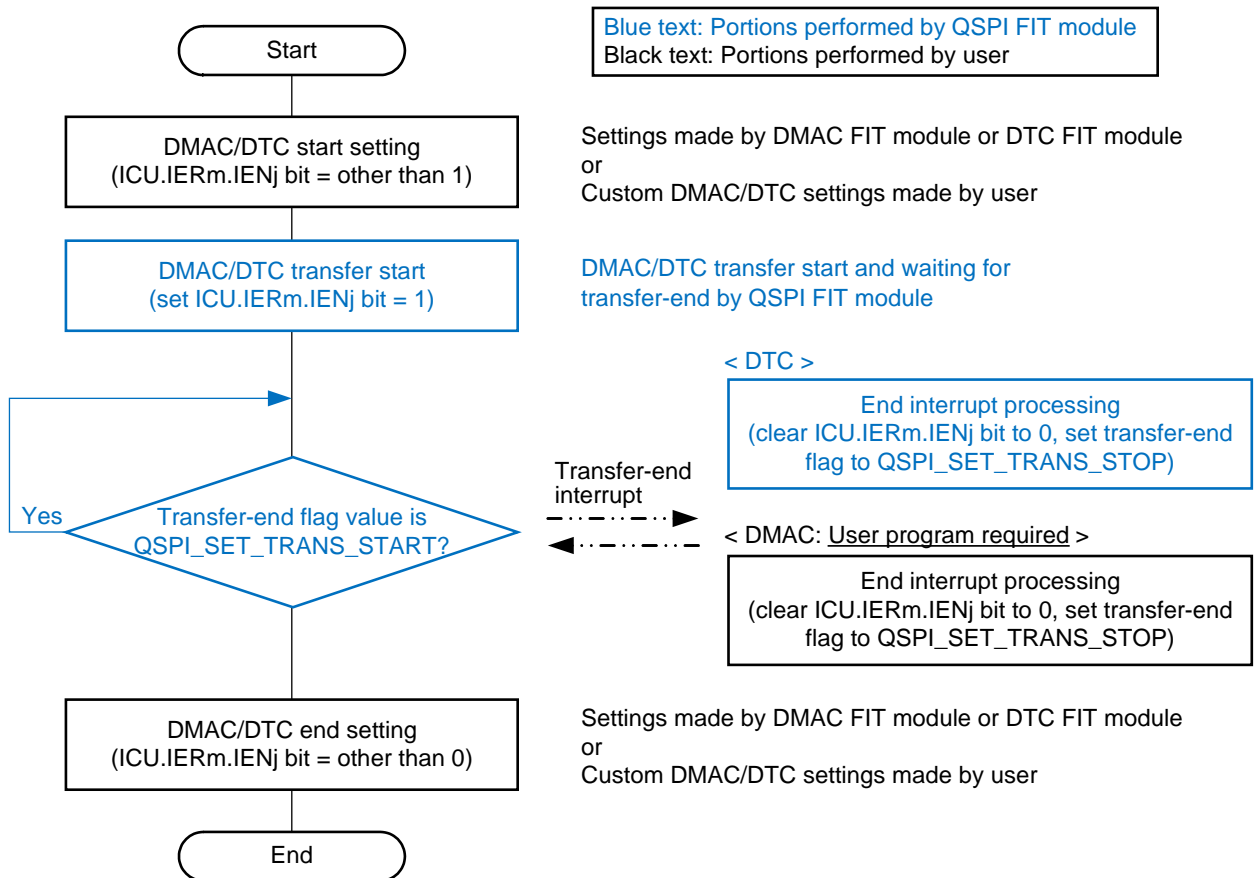 Start
Blue text: Portions performed by QSPI FIT module
Black text: Portions performed by user
DMAC/DTC start setting
(ICU.IERm.IENj bit = other than 1)
Settings made by DMAC FIT module or DTC FIT module
or
Custom DMAC/DTC settings made by user
DMAC/DTC transfer start
(set ICU.IERm.IENj bit = 1)
DMAC/DTC transfer start and waiting for
transfer-end by QSPI FIT module
< DTC >
End interrupt processing
(clear ICU.IERm.IENj bit to 0, set transfer-end
flag to QSPI_SET_TRANS_STOP)
Transfer-end
interrupt
Yes
Transfer-end flag value is
QSPI_SET_TRANS_START?
< DMAC: User program required >
End interrupt processing
(clear ICU.IERm.IENj bit to 0, set transfer-end
flag to QSPI_SET_TRANS_STOP)
DMAC/DTC end setting
(ICU.IERm.IENj bit = other than 0)
Settings made by DMAC FIT module or DTC FIT module
or
Custom DMAC/DTC settings made by user
End